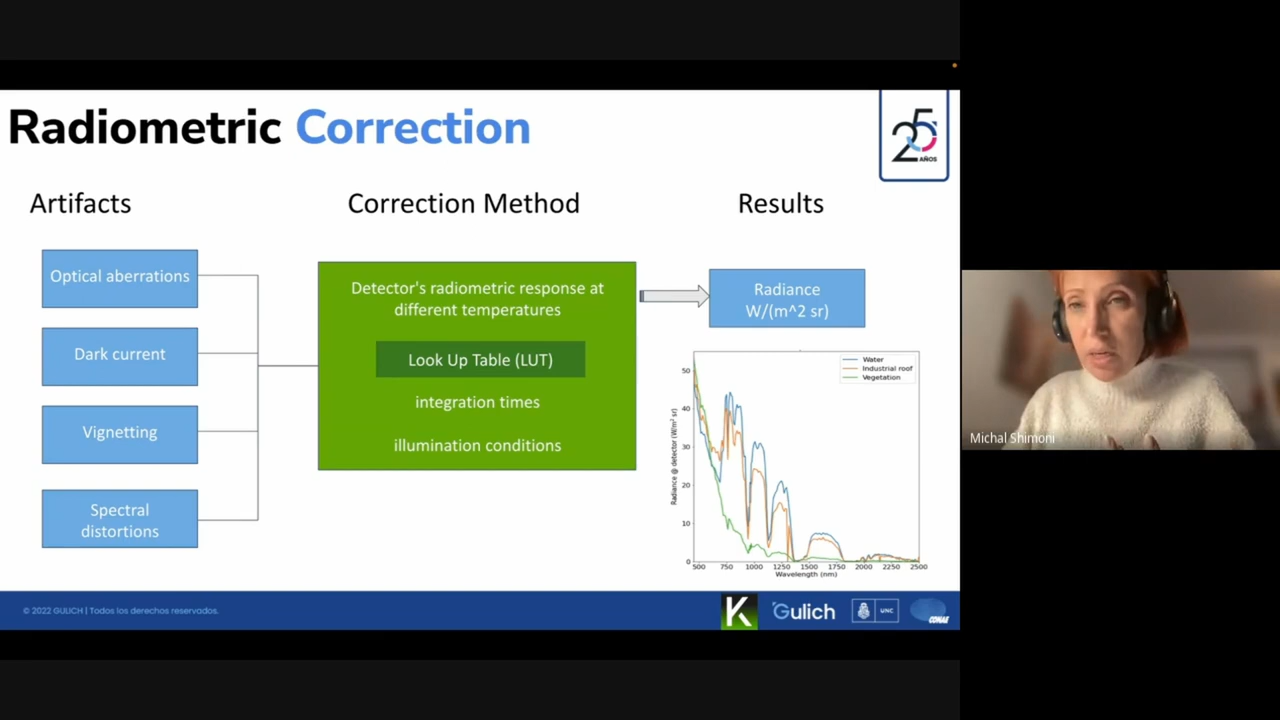 Radiometric Correction
25
AÑOS
Artifacts
Correction Method
Results
Optical aberrations
Dark current
Vignetting
Spectral
distortions
Detector's radiometric response at
different temperatures
Look Up Table (LUT)
integration times
illumination conditions
Radiance
W/(m^2 sr)
Water
Industrial roof
Vegetation
Radiance @ detector (W/m² sr)
50
40
30
20
10
0
500 750 1000 1250 1500 1750 2000 2250 2500
Wavelength (nm)
Michal Shimoni
© 2022 GULICH | Todos los derechos reservados.
K
Gulich
UNC
CONAE